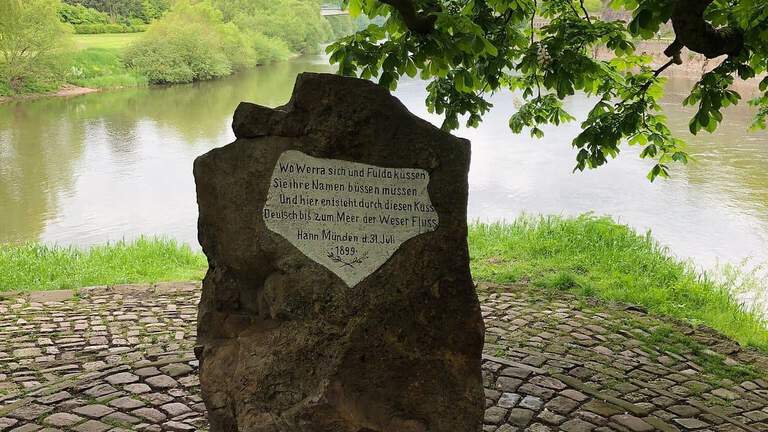 Wo Werra sich und Fulda küssen
Sie ihre Namen büssen müssen
Und hier entsteht durch diesen Kuss
Deutsch bis zum Meer der Weser Fluss
Hann. Münden d. 31. Juli
1899.